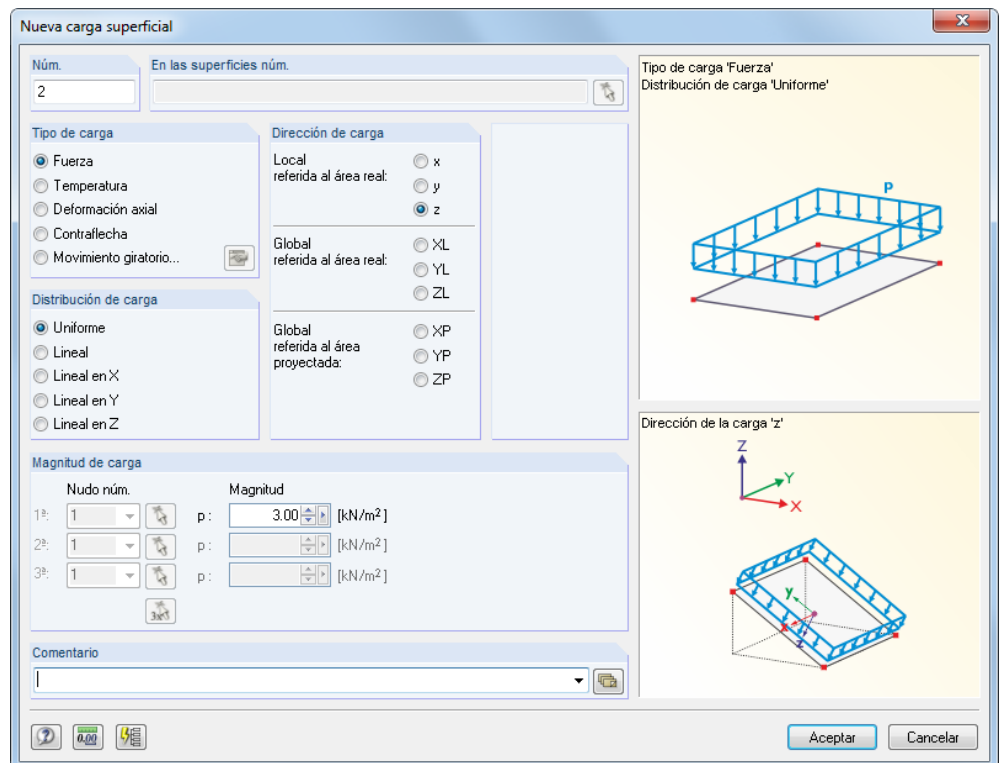 Nueva carga superficial
Núm.
En las superficies núm.
2
Tipo de carga
Fuerza
Temperatura
Deformación axial
Contraflecha
Movimiento giratorio...
Dirección de carga
Local
referida al área real:
x
y
z
Global
referida al área real:
XL
YL
ZL
Global
referida al área
proyectada:
XP
YP
ZP
Distribución de carga
Uniforme
Lineal
Lineal en X
Lineal en Y
Lineal en Z
Magnitud de carga
Nudo núm. Magnitud
1ª: 1 p : 3.00 [kN/m²]
2ª: 1 p : [kN/m²]
3ª: 1 p : [kN/m²]
3x
Comentario
Tipo de carga 'Fuerza'
Distribución de carga 'Uniforme'
p
Dirección de la carga 'z'
Z
Y
X
y
x
z
0.00
Aceptar
Cancelar